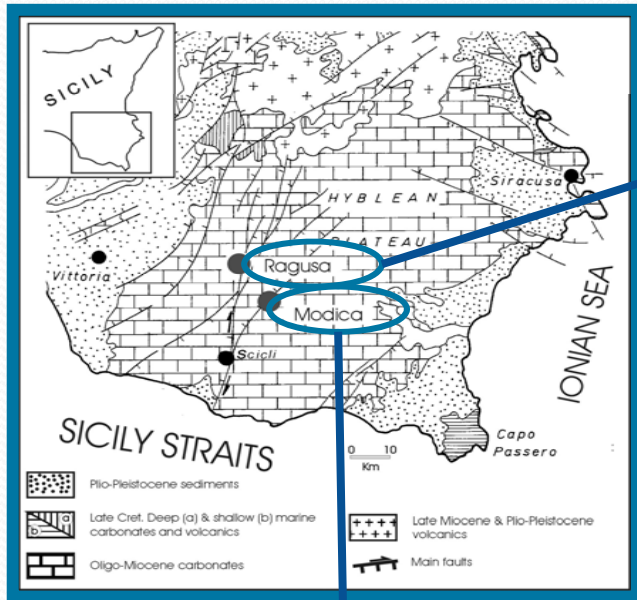 SICILY
HYBLEAN
PLATEAU
Siracusa
Vittoria
Ragusa
Modica
Scicli
IONIAN SEA
SICILY STRAITS
Capo
Passero
0 10
Km
Plio-Pleistocene sediments
a
b
Late Cret. Deep (a) & shallow (b) marine
carbonates and volcanics
Oligo-Miocene carbonates
Late Miocene & Plio-Pleistocene
volcanics
Main faults